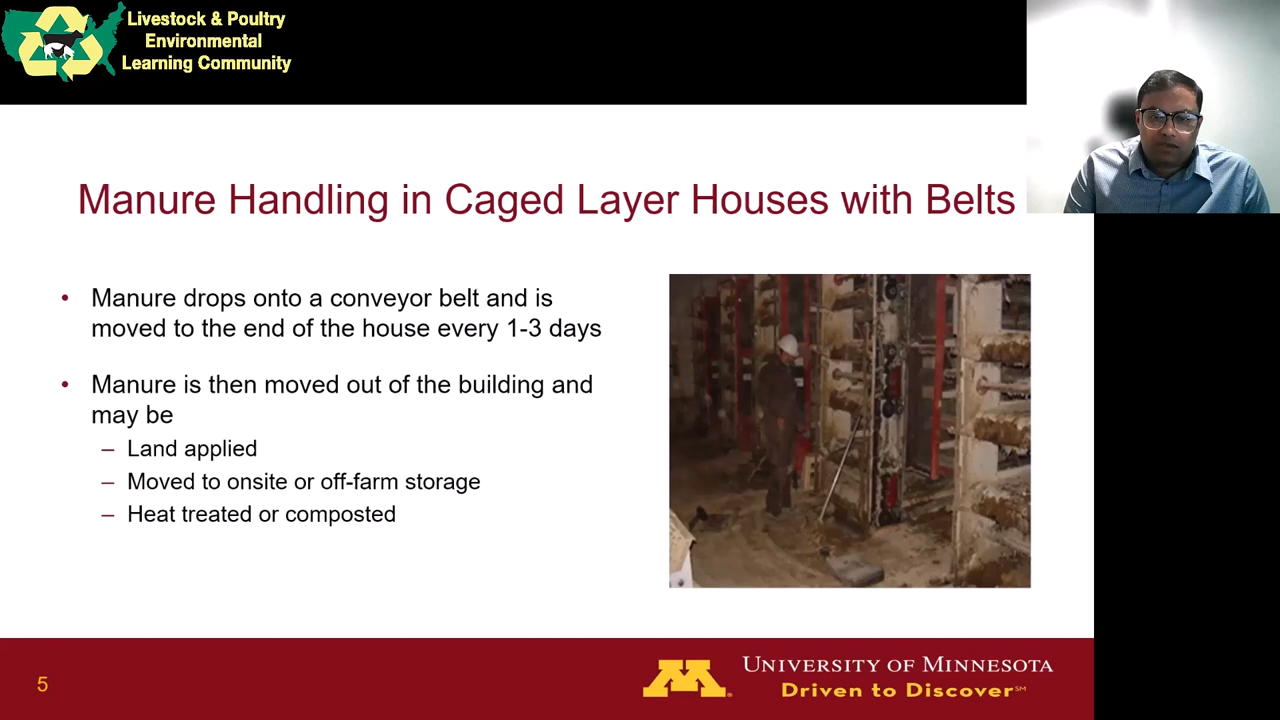 Livestock & Poultry
Environmental
Learning Community
Manure Handling in Caged Layer Houses with Belts
• Manure drops onto a conveyor belt and is
moved to the end of the house every 1-3 days
• Manure is then moved out of the building and
may be
– Land applied
– Moved to onsite or off-farm storage
– Heat treated or composted
5
M
UNIVERSITY OF MINNESOTA
Driven to Discover℠